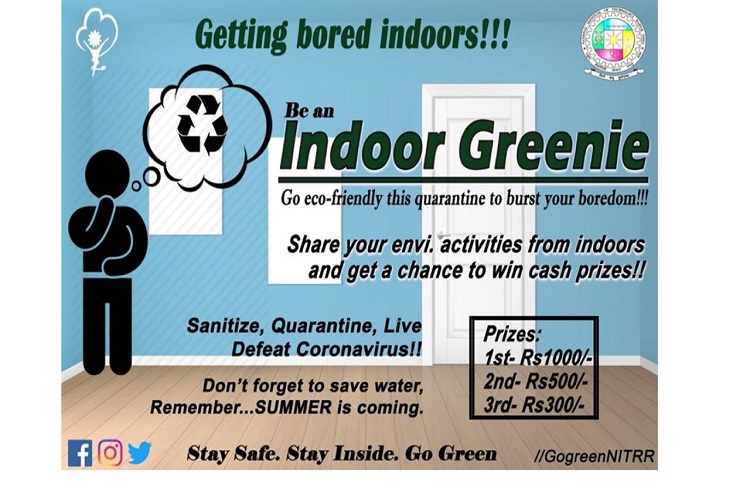 Getting bored indoors!!!
Be an
Indoor Greenie
Go eco-friendly this quarantine to burst your boredom!!!
Share your envi. activities from indoors
and get a chance to win cash prizes!!
Sanitize, Quarantine, Live
Defeat Coronavirus!!
Don't forget to save water,
Remember...SUMMER is coming.
Prizes:
1st- Rs1000/-
2nd- Rs500/-
3rd- Rs300/-
Stay Safe. Stay Inside. Go Green
//GogreenNITRR